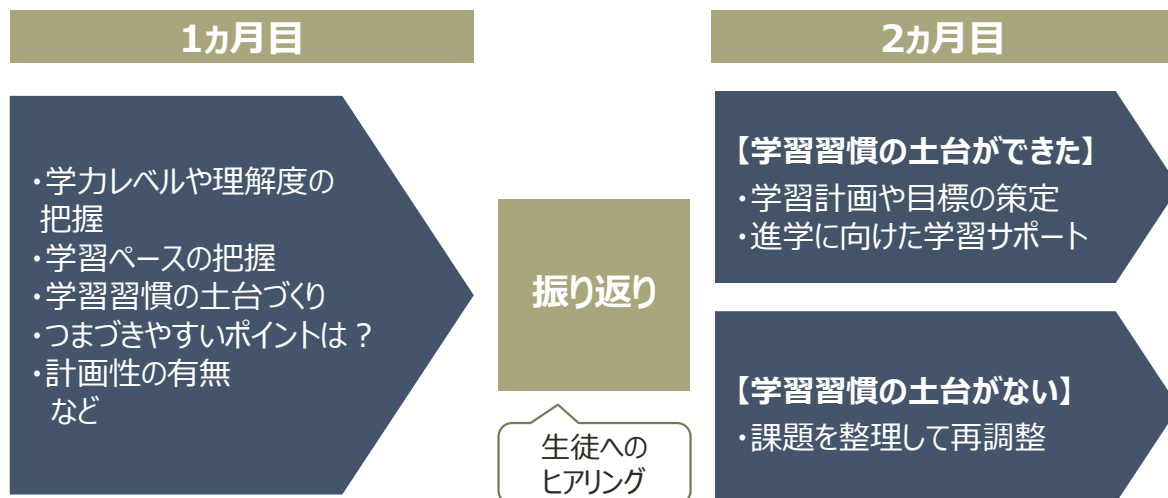 1ヵ月目
・学力レベルや理解度の
把握
・学習ペースの把握
・学習習慣の土台づくり
・つまづきやすいポイントは？
・計画性の有無
など
振り返り
生徒への
ヒアリング
2ヵ月目
【学習習慣の土台ができた】
・学習計画や目標の策定
・進学に向けた学習サポート
【学習習慣の土台がない】
・課題を整理して再調整